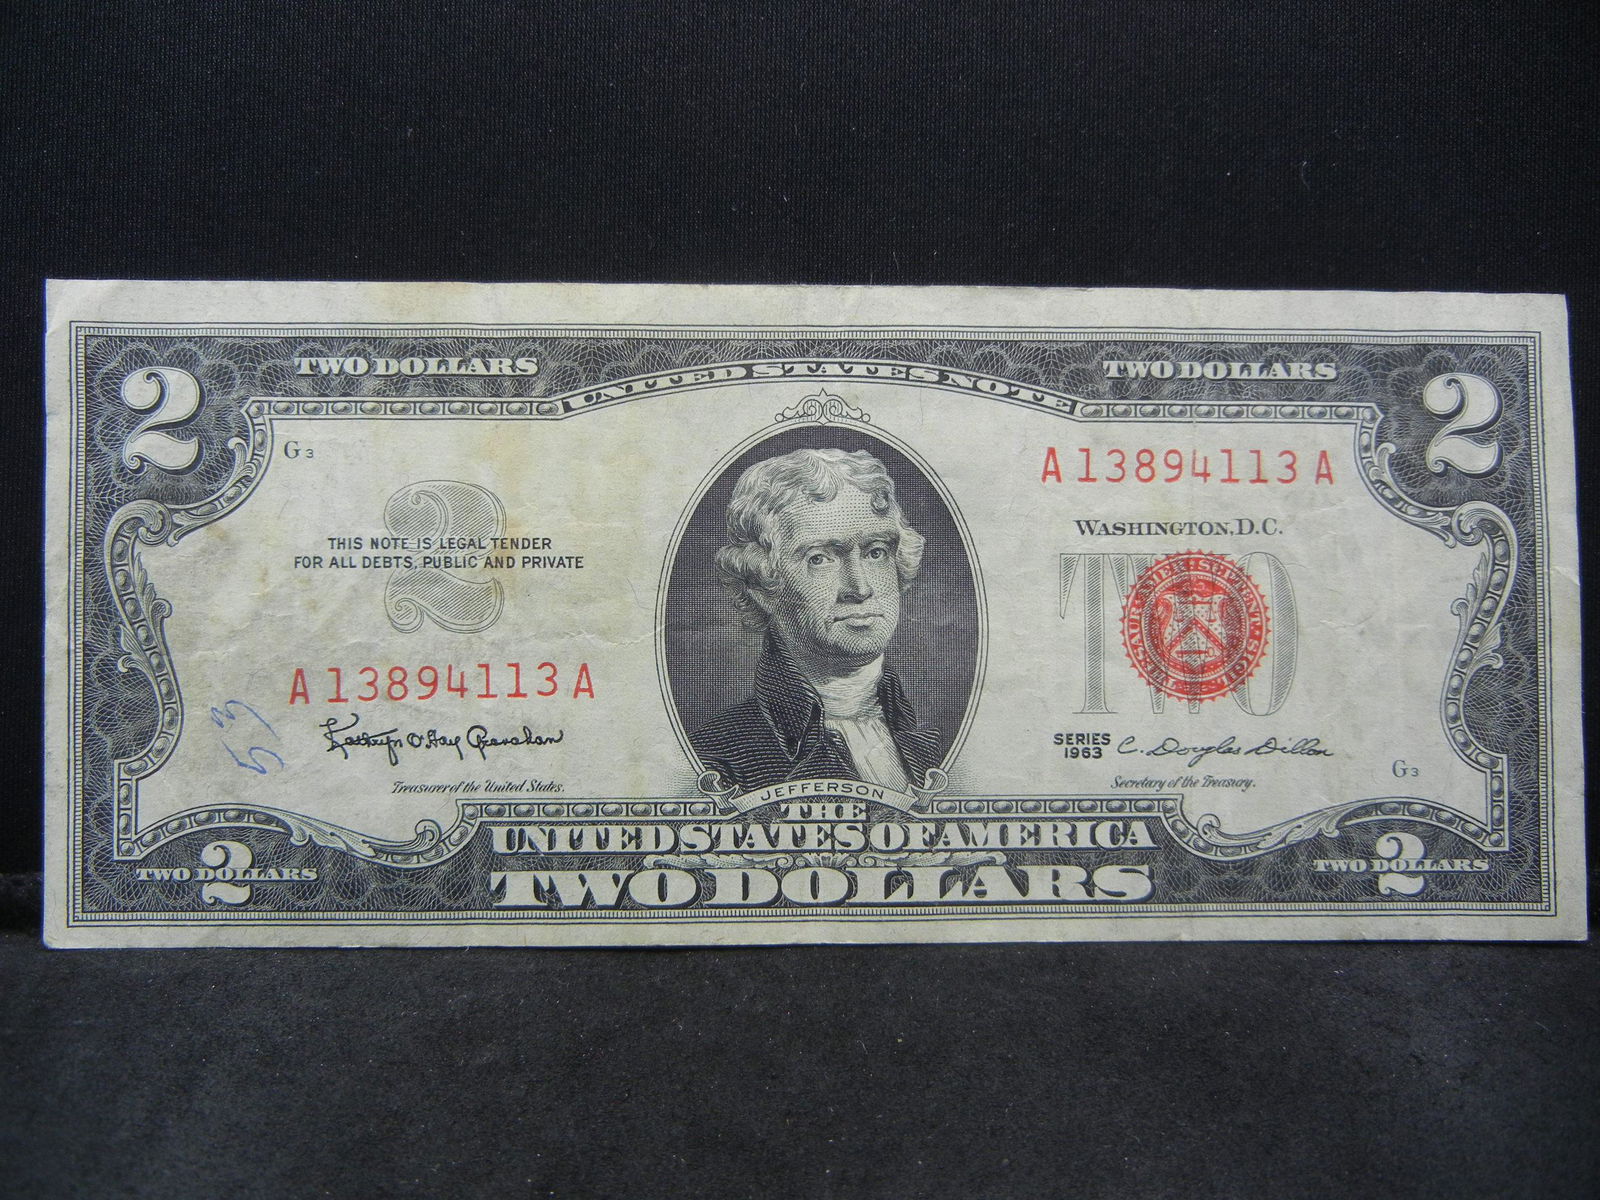 2 TWO DOLLARS UNITED STATES NOTE TWO DOLLARS 2
G3
A 13894113 A
2
WASHINGTON, D.C.
THIS NOTE IS LEGAL TENDER
FOR ALL DEBTS, PUBLIC AND PRIVATE
TWO
A 13894113 A
53
Kathryn O'Hay Granahan
Treasurer of the United States.
SERIES
1963
C. Douglas Dillon
Secretary of the Treasury.
G3
JEFFERSON
THE
UNITED STATES OF AMERICA
TWO DOLLARS
2
TWO DOLLARS
2
TWO DOLLARS